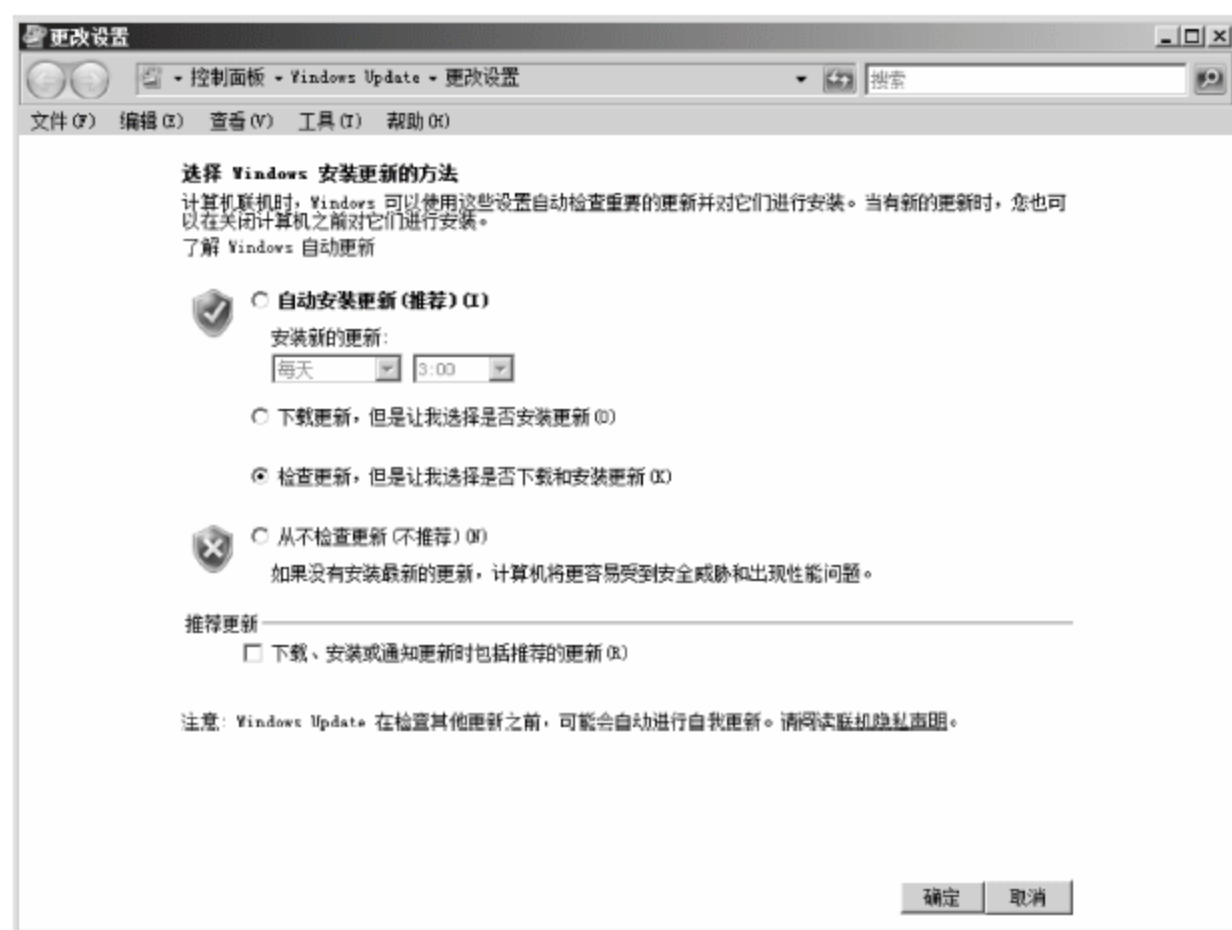 更改设置
控制面板 Windows Update 更改设置 搜索
文件(F) 编辑(E) 查看(V) 工具(T) 帮助(H)
选择 Windows 安装更新的方法
计算机联机时，Windows 可以使用这些设置自动检查重要的更新并对它们进行安装。当有新的更新时，您也可
以在关闭计算机之前对它们进行安装。
了解 Windows 自动更新
自动安装更新(推荐)(I)
安装新的更新:
每天 3:00
下载更新，但是让我选择是否安装更新(O)
检查更新，但是让我选择是否下载和安装更新(K)
从不检查更新(不推荐)(N)
如果没有安装最新的更新，计算机将更容易受到安全威胁和出现性能问题。
推荐更新
下载、安装或通知更新时包括推荐的更新(R)
注意: Windows Update 在检查其他更新之前，可能会自动进行自我更新。请阅读联机隐私声明。
确定 取消